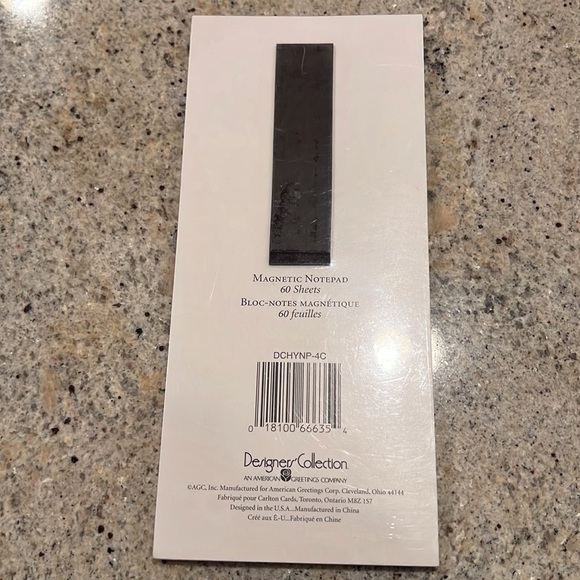 MAGNETIC NOTEPAD
60 Sheets
BLOC-NOTES MAGNÉTIQUE
60 feuilles
DCHYNP-4C
0 18100 66635 4
Designers' Collection
AN AMERICAN GREETINGS COMPANY
©AGC, Inc. Manufactured for American Greetings Corp. Cleveland, Ohio 44144
Fabriqué pour Carlton Cards, Toronto, Ontario M8Z 1S7
Designed in the U.S.A...Manufactured in China
Créé aux É-U...Fabriqué en Chine